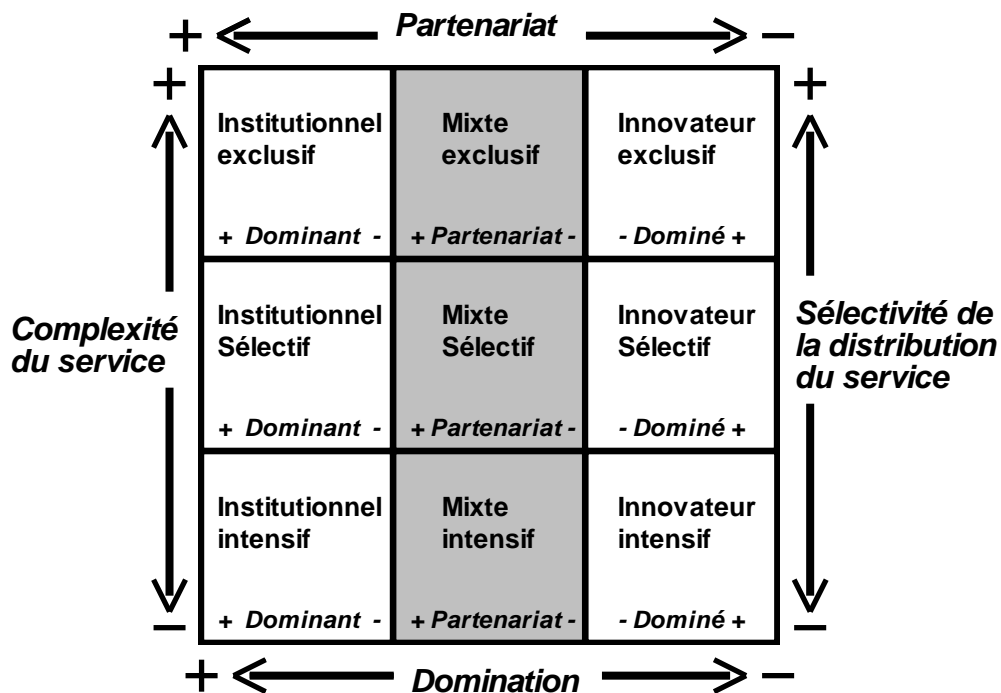 + Partenariat −
+ +
Institutionnel
exclusif
+ Dominant -
Mixte
exclusif
+ Partenariat -
Innovateur
exclusif
- Dominé +
Complexité
du service
Institutionnel
Sélectif
+ Dominant -
Mixte
Sélectif
+ Partenariat -
Innovateur
Sélectif
- Dominé +
Sélectivité de
la distribution
du service
Institutionnel
intensif
+ Dominant -
Mixte
intensif
+ Partenariat -
Innovateur
intensif
- Dominé +
− −
+ Domination −